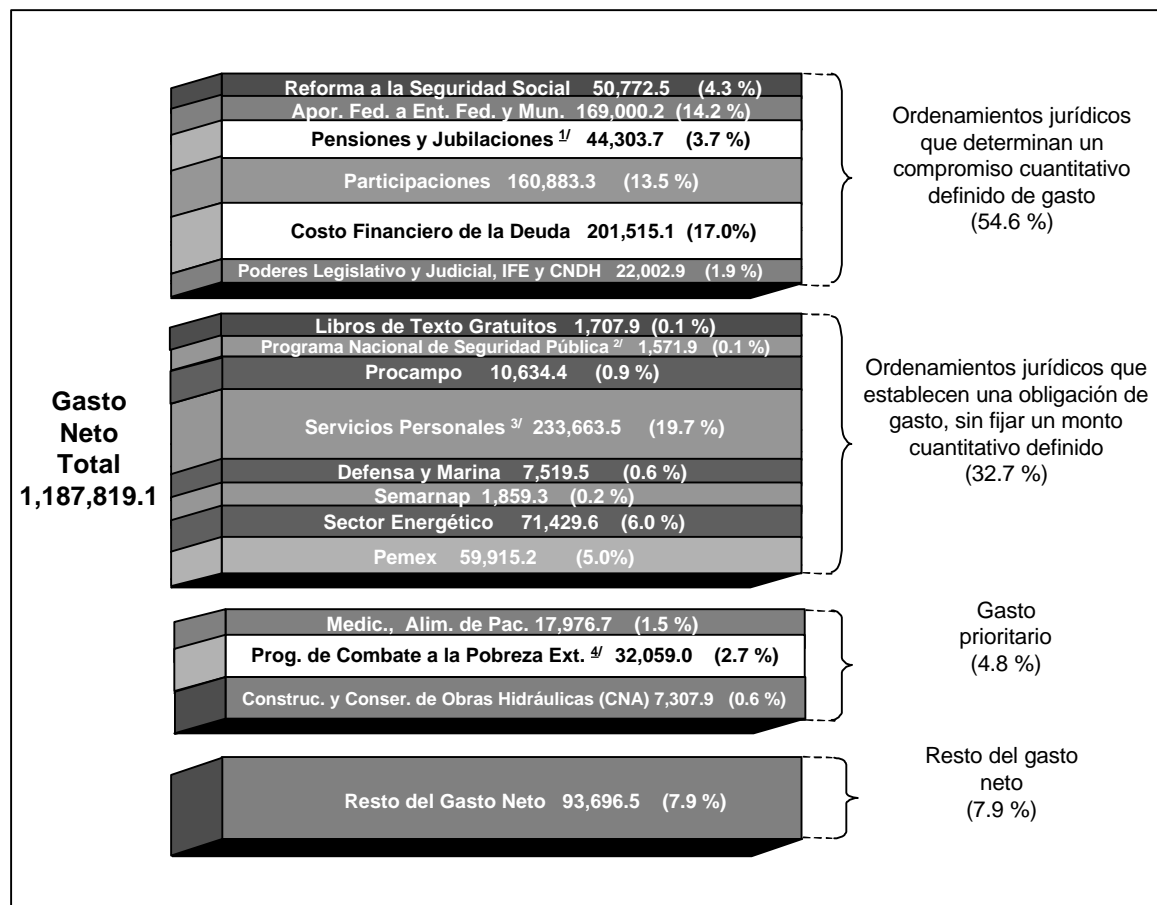 Gasto
Neto
Total
1,187,819.1
Reforma a la Seguridad Social 50,772.5 (4.3 %)
Apor. Fed. a Ent. Fed. y Mun. 169,000.2 (14.2 %)
Pensiones y Jubilaciones 1/ 44,303.7 (3.7 %)
Participaciones 160,883.3 (13.5 %)
Costo Financiero de la Deuda 201,515.1 (17.0%)
Poderes Legislativo y Judicial, IFE y CNDH 22,002.9 (1.9 %)
Ordenamientos jurídicos
que determinan un
compromiso cuantitativo
definido de gasto
(54.6 %)
Libros de Texto Gratuitos 1,707.9 (0.1 %)
Programa Nacional de Seguridad Pública 2/ 1,571.9 (0.1 %)
Procampo 10,634.4 (0.9 %)
Servicios Personales 3/ 233,663.5 (19.7 %)
Defensa y Marina 7,519.5 (0.6 %)
Semarnap 1,859.3 (0.2 %)
Sector Energético 71,429.6 (6.0 %)
Pemex 59,915.2 (5.0%)
Ordenamientos jurídicos que
establecen una obligación de
gasto, sin fijar un monto
cuantitativo definido
(32.7 %)
Medic., Alim. de Pac. 17,976.7 (1.5 %)
Prog. de Combate a la Pobreza Ext. 4/ 32,059.0 (2.7 %)
Construc. y Conser. de Obras Hidráulicas (CNA) 7,307.9 (0.6 %)
Gasto
prioritario
(4.8 %)
Resto del Gasto Neto 93,696.5 (7.9 %)
Resto del gasto
neto
(7.9 %)